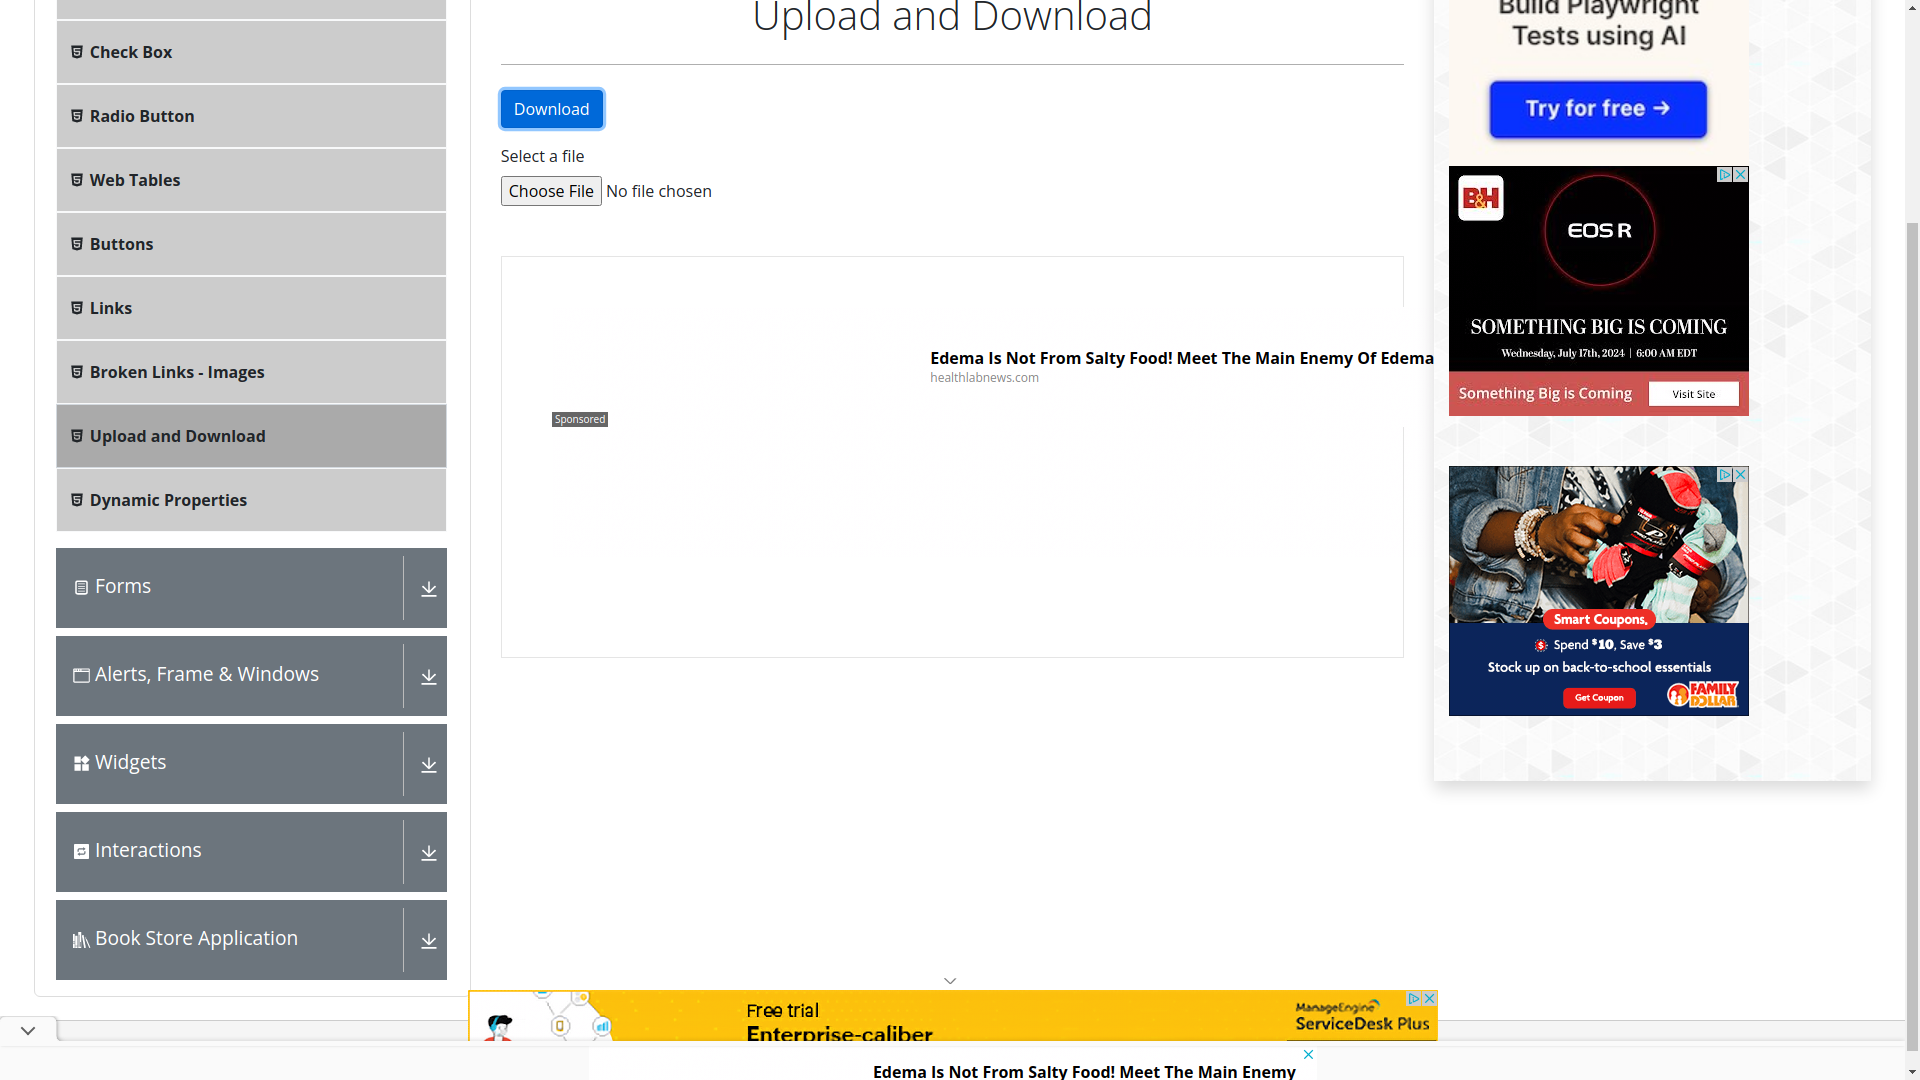 Upload and Download
Check Box
Radio Button
Web Tables
Buttons
Links
Broken Links - Images
Upload and Download
Dynamic Properties
Forms
Alerts, Frame & Windows
Widgets
Interactions
Book Store Application
Download
Select a file
Choose File No file chosen
Edema Is Not From Salty Food! Meet The Main Enemy Of Edema
healthlabnews.com
Sponsored
Build Playwright
Tests using AI
Try for free →
B&H
EOS R
SOMETHING BIG IS COMING
Wednesday, July 17th, 2024 | 6:00 AM EDT
Something Big is Coming
Visit Site
Smart Coupons.
Spend $10, Save $3
Stock up on back-to-school essentials
Get Coupon
FAMILY DOLLAR
Free trial
Enterprise-caliber
ManageEngine
ServiceDesk Plus
Edema Is Not From Salty Food! Meet The Main Enemy